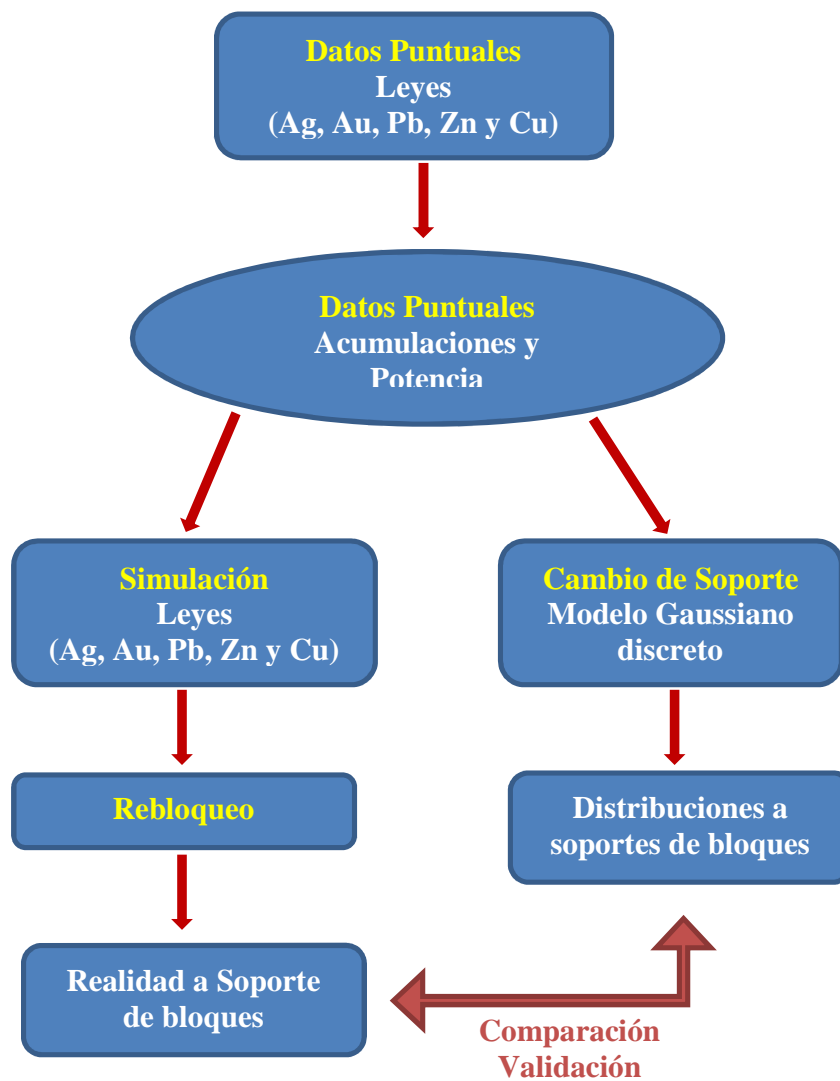 Datos Puntuales
Leyes
(Ag, Au, Pb, Zn y Cu)
Datos Puntuales
Acumulaciones y
Potencia
Simulación
Leyes
(Ag, Au, Pb, Zn y Cu)
Cambio de Soporte
Modelo Gaussiano
discreto
Rebloqueo
Distribuciones a
soportes de bloques
Realidad a Soporte
de bloques
Comparación
Validación